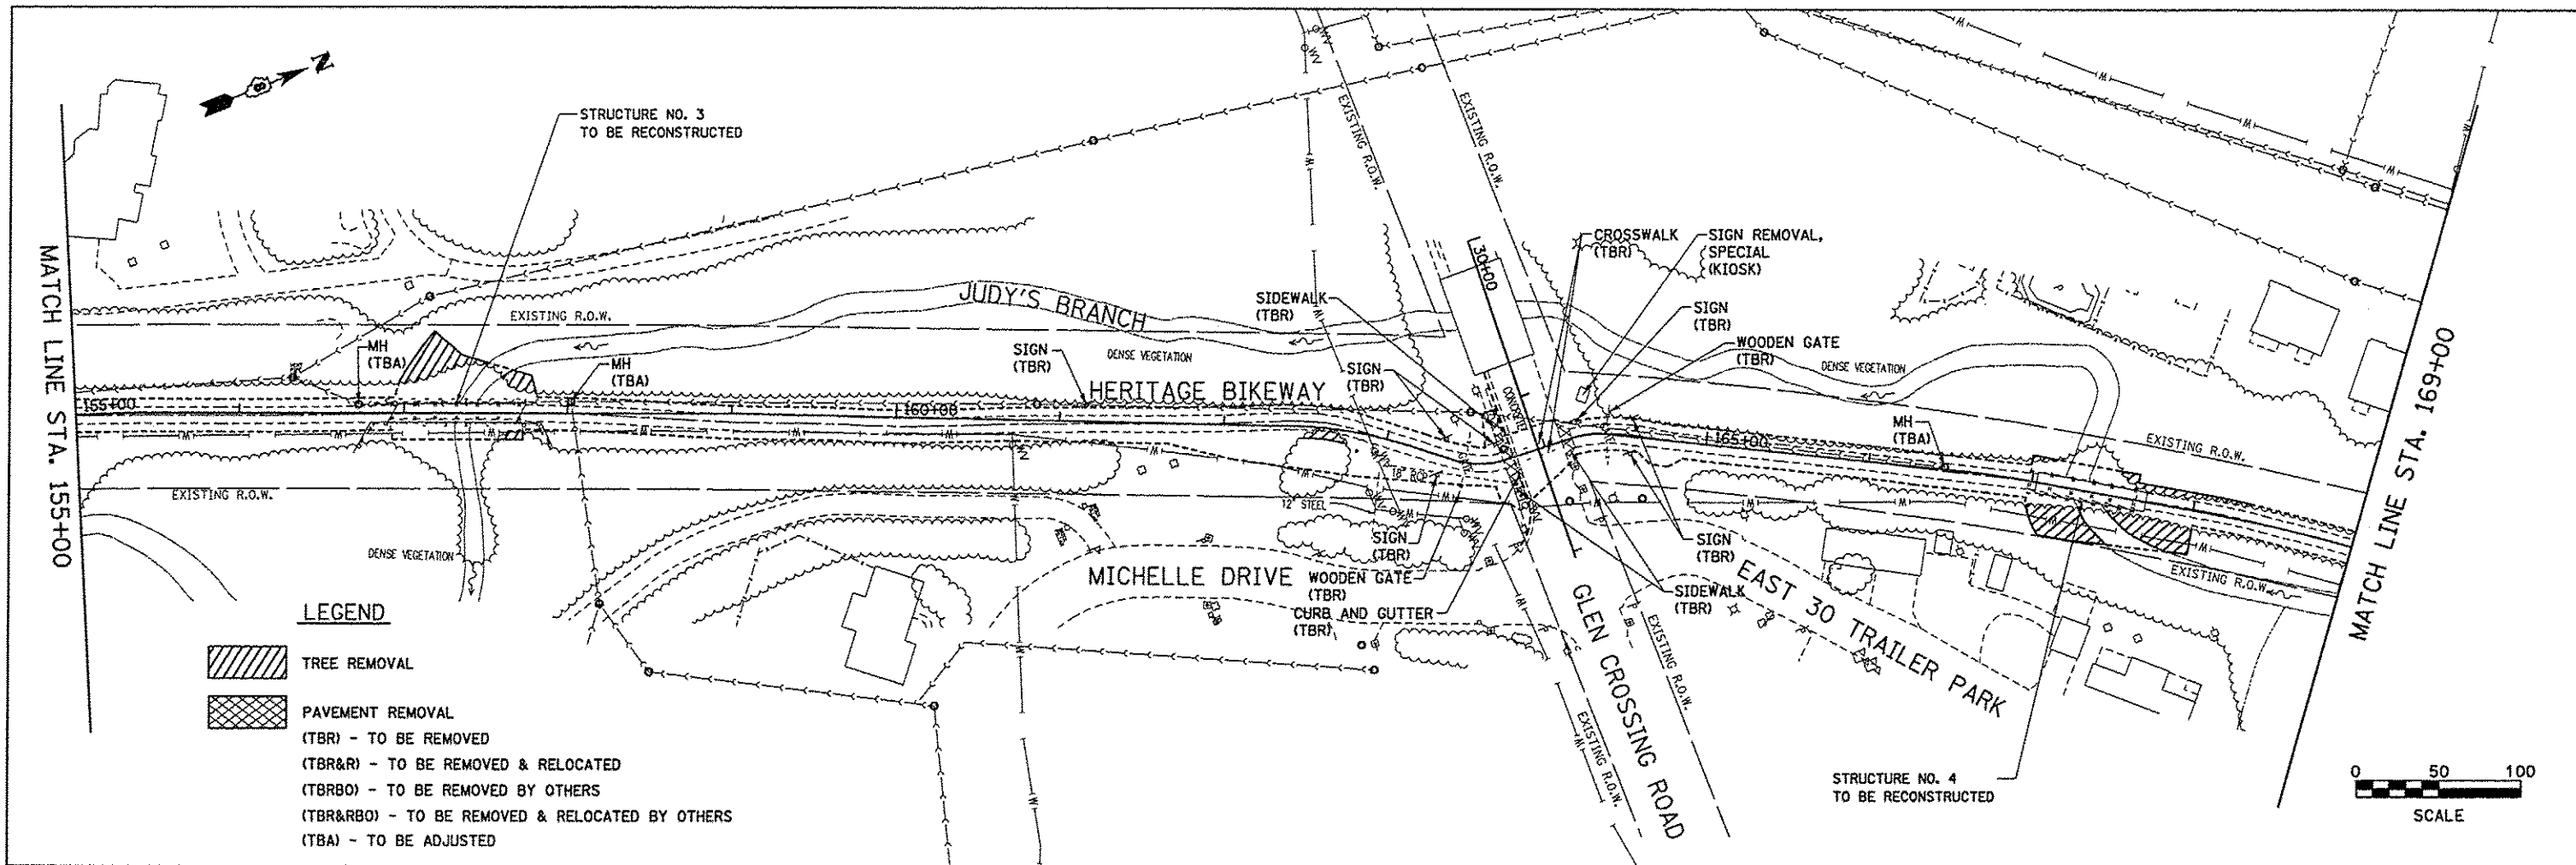 N
STRUCTURE NO. 3
TO BE RECONSTRUCTED
EXISTING R.O.W.
EXISTING R.O.W.
CROSSWALK
(TBR)
SIGN REMOVAL,
SPECIAL
(KIOSK)
30+00
MATCH LINE STA. 155+00
JUDY'S BRANCH
EXISTING R.O.W.
SIDEWALK
(TBR)
SIGN
(TBR)
WOODEN GATE
(TBR)
MH
(TBA)
MH
(TBA)
SIGN
(TBR)
DENSE VEGETATION
SIGN
(TBR)
DENSE VEGETATION
HERITAGE BIKEWAY
155+00
160+00
165+00
MH
(TBA)
EXISTING R.O.W.
MATCH LINE STA. 169+00
EXISTING R.O.W.
12" STEEL
DENSE VEGETATION
SIGN
(TBR)
SIGN
(TBR)
MICHELLE DRIVE
WOODEN GATE
(TBR)
CURB AND GUTTER
(TBR)
SIDEWALK
(TBR)
EAST 30 TRAILER PARK
EXISTING R.O.W.
GLEN CROSSING ROAD
EXISTING R.O.W.
EXISTING R.O.W.
STRUCTURE NO. 4
TO BE RECONSTRUCTED
LEGEND
TREE REMOVAL
PAVEMENT REMOVAL
(TBR) - TO BE REMOVED
(TBR&R) - TO BE REMOVED & RELOCATED
(TBRBO) - TO BE REMOVED BY OTHERS
(TBR&RBO) - TO BE REMOVED & RELOCATED BY OTHERS
(TBA) - TO BE ADJUSTED
0 50 100
SCALE